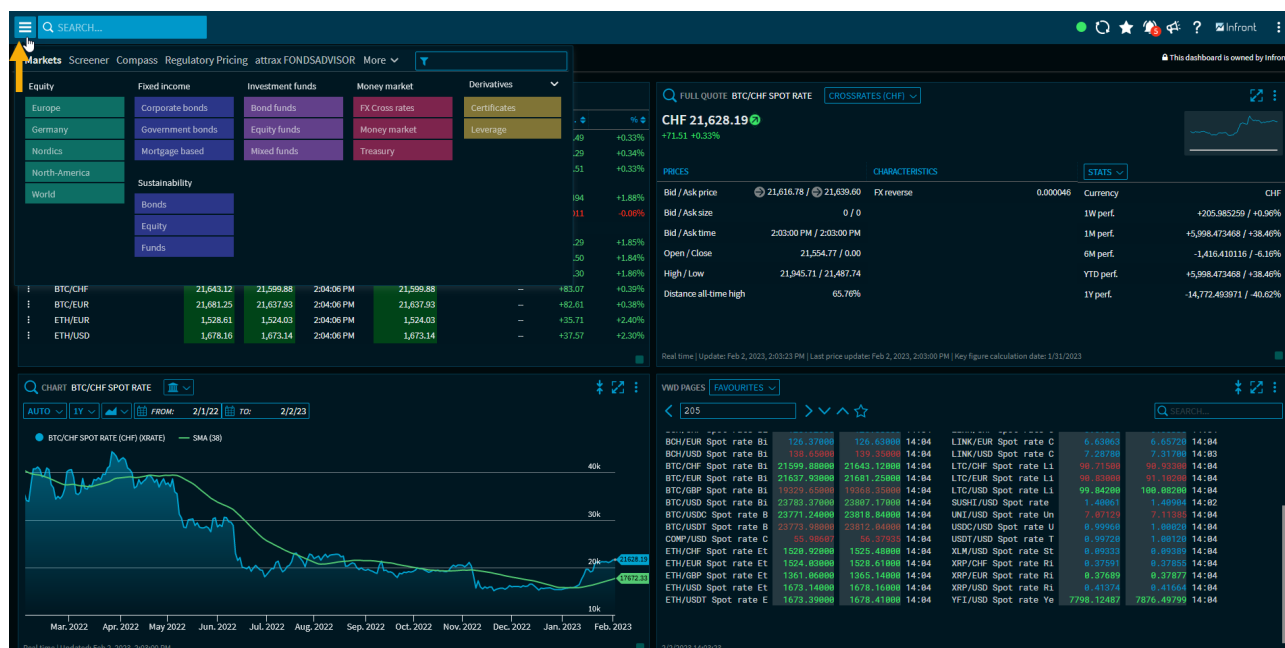 SEARCH...
5
?
Infront
Markets Screener Compass Regulatory Pricing attrax FONDSADVISOR More
This dashboard is owned by Infron
Equity Fixed income Investment funds Money market Derivatives
Europe Corporate bonds Bond funds FX Cross rates Certificates
Germany Government bonds Equity funds Money market Leverage
Nordics Mortgage based Mixed funds Treasury
North-America
World
Sustainability
Bonds
Equity
Funds
%
.49 +0.33%
.29 +0.34%
.51 +0.33%
+1.88%
-0.06%
.29 +1.85%
.50 +1.84%
.30 +1.86%
BTC/CHF 21,643.12 21,599.88 2:04:06 PM 21,599.88 -- +83.07 +0.39%
BTC/EUR 21,681.25 21,637.93 2:04:06 PM 21,637.93 -- +82.61 +0.38%
ETH/EUR 1,528.61 1,524.03 2:04:06 PM 1,524.03 -- +35.71 +2.40%
ETH/USD 1,678.16 1,673.14 2:04:06 PM 1,673.14 -- +37.57 +2.30%
FULL QUOTE BTC/CHF SPOT RATE CROSSRATES (CHF)
CHF 21,628.19
+71.51 +0.33%
PRICES CHARACTERISTICS STATS
Bid / Ask price 21,616.78 / 21,639.60 FX reverse 0.000046 Currency CHF
Bid / Ask size 0 / 0 1W perf. +205.985259 / +0.96%
Bid / Ask time 2:03:00 PM / 2:03:00 PM 1M perf. +5,998.473468 / +38.46%
Open / Close 21,554.77 / 0.00 6M perf. -1,416.410116 / -6.16%
High / Low 21,945.71 / 21,487.74 YTD perf. +5,998.473468 / +38.46%
Distance all-time high 65.76% 1Y perf. -14,772.493971 / -40.62%
Real time | Update: Feb 2, 2023, 2:03:23 PM | Last price update: Feb 2, 2023, 2:03:00 PM | Key figure calculation date: 1/31/2023
CHART BTC/CHF SPOT RATE
AUTO 1Y FROM: 2/1/22 TO: 2/2/23
BTC/CHF SPOT RATE (CHF) (XRATE) SMA (38)
40k
30k
20k
21628.19
17672.33
10k
Mar. 2022 Apr. 2022 May 2022 Jun. 2022 Jul. 2022 Aug. 2022 Sep. 2022 Oct. 2022 Nov. 2022 Dec. 2022 Jan. 2023 Feb. 2023
VWD PAGES FAVOURITES
205 SEARCH...
BCH/EUR Spot rate Bi 126.37000 126.63000 14:04 LINK/EUR Spot rate C 6.63063 6.65720 14:04
BCH/USD Spot rate Bi 138.65000 139.35000 14:04 LINK/USD Spot rate C 7.28780 7.31700 14:03
BTC/CHF Spot rate Bi 21599.88000 21643.12000 14:04 LTC/CHF Spot rate Li 90.71500 90.93300 14:04
BTC/EUR Spot rate Bi 21637.93000 21681.25000 14:04 LTC/EUR Spot rate Li 90.83000 91.10200 14:04
BTC/GBP Spot rate Bi 19329.65000 19368.35000 14:04 LTC/USD Spot rate Li 99.84200 100.08200 14:04
BTC/USD Spot rate Bi 23783.37000 23807.17000 14:04 SUSHI/USD Spot rate 1.40061 1.40904 14:02
BTC/USDC Spot rate B 23771.24000 23818.84000 14:04 UNI/USD Spot rate Un 7.07129 7.11385 14:04
BTC/USDT Spot rate B 23773.98000 23812.04000 14:04 USDC/USD Spot rate U 0.99960 1.00020 14:04
COMP/USD Spot rate C 55.98607 56.37935 14:04 USDT/USD Spot rate T 0.99720 1.00120 14:04
ETH/CHF Spot rate Et 1520.92000 1525.48000 14:04 XLM/USD Spot rate St 0.09333 0.09389 14:04
ETH/EUR Spot rate Et 1524.03000 1528.61000 14:04 XRP/CHF Spot rate Ri 0.37591 0.37855 14:04
ETH/GBP Spot rate Et 1361.06000 1365.14000 14:04 XRP/EUR Spot rate Ri 0.37689 0.37877 14:04
ETH/USD Spot rate Et 1673.14000 1678.16000 14:04 XRP/USD Spot rate Ri 0.41374 0.41664 14:04
ETH/USDT Spot rate E 1673.39000 1678.41000 14:04 YFI/USD Spot rate Ye 7798.12487 7876.49799 14:04